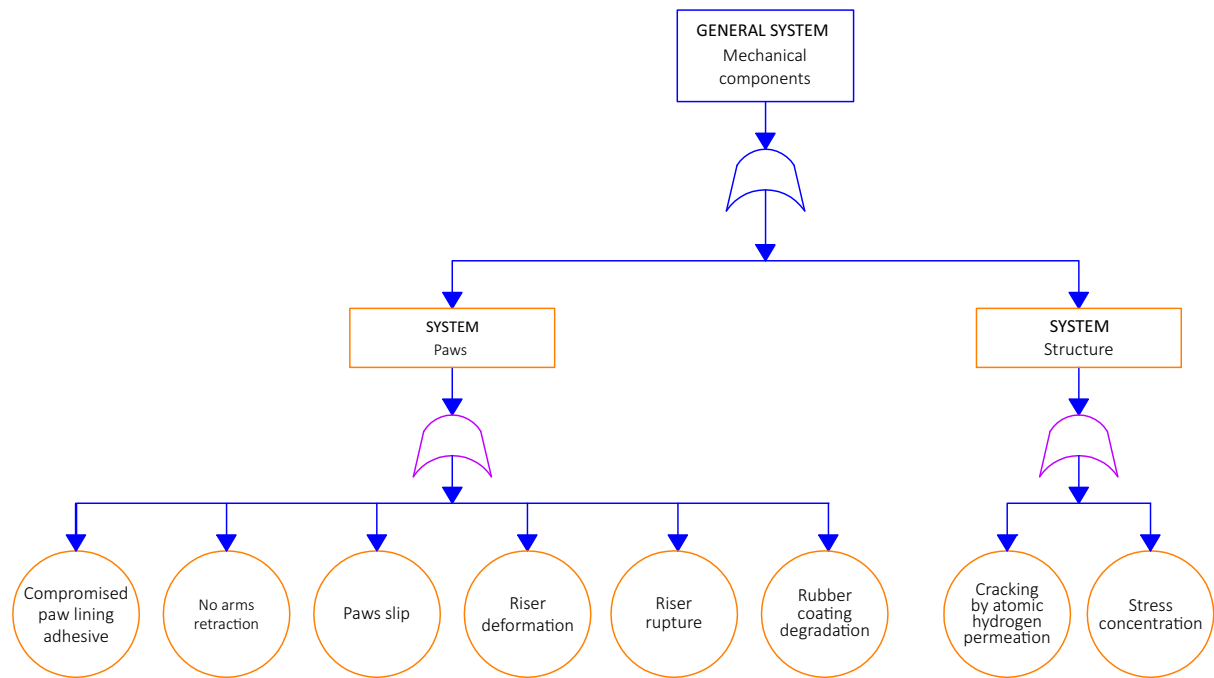 GENERAL SYSTEM
Mechanical
components
SYSTEM
Paws
SYSTEM
Structure
Compromised
paw lining
adhesive
No arms
retraction
Paws slip
Riser
deformation
Riser
rupture
Rubber
coating
degradation
Cracking
by atomic
hydrogen
permeation
Stress
concentration